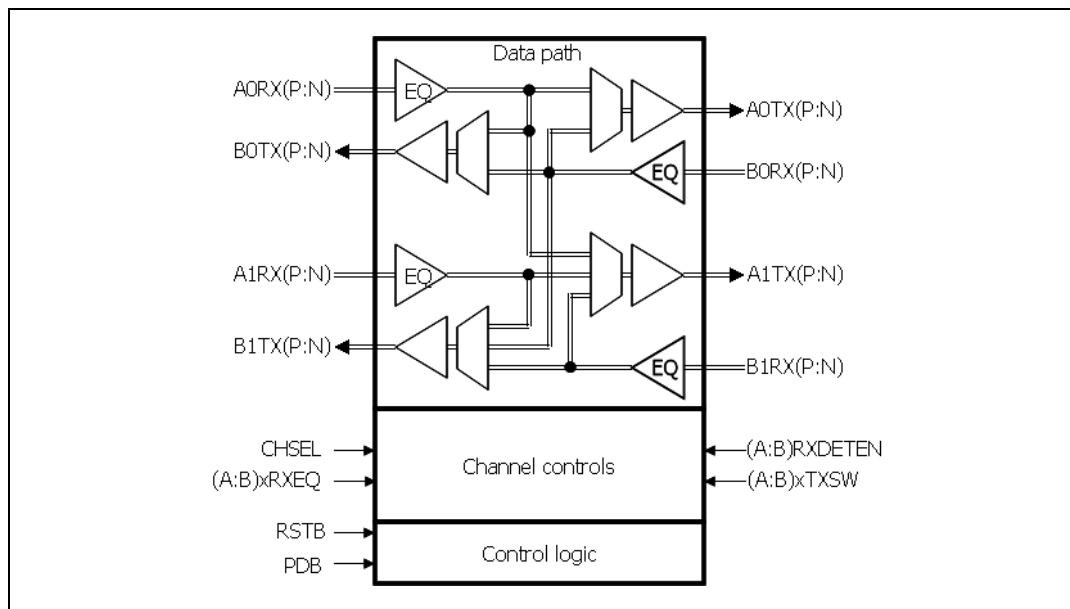 Data path
A0RX(P:N)
EQ
A0TX(P:N)
B0TX(P:N)
EQ
B0RX(P:N)
A1RX(P:N)
EQ
A1TX(P:N)
B1TX(P:N)
EQ
B1RX(P:N)
CHSEL
(A:B)RXDETEN
Channel controls
(A:B)xRXEQ
(A:B)xTXSW
RSTB
Control logic
PDB